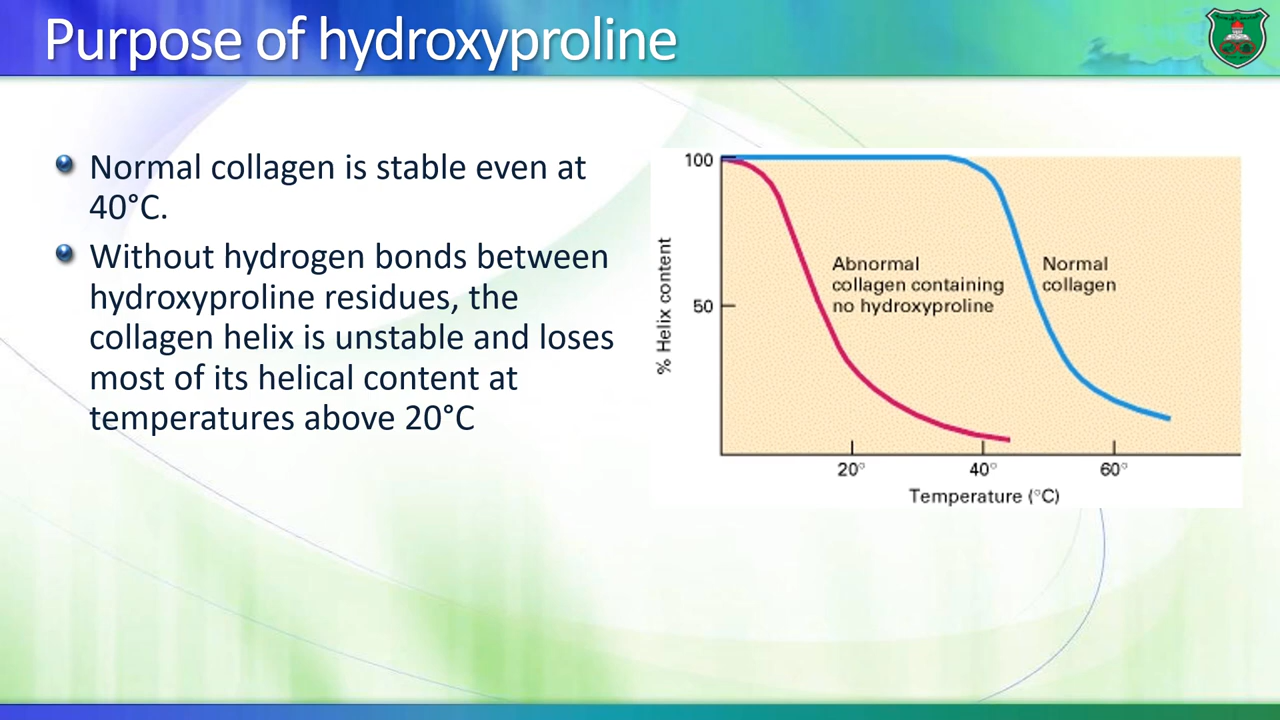 Purpose of hydroxyproline
Normal collagen is stable even at
40°C.
Without hydrogen bonds between
hydroxyproline residues, the
collagen helix is unstable and loses
most of its helical content at
temperatures above 20°C
100
50
% Helix content
Abnormal
collagen containing
no hydroxyproline
Normal
collagen
20°
40°
60°
Temperature (°C)